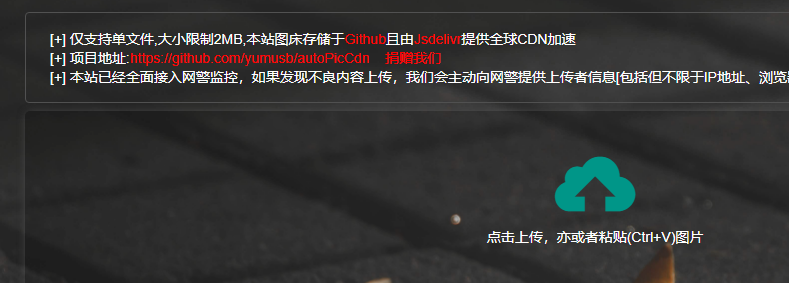 [+] 仅支持单文件,大小限制2MB,本站图床存储于Github且由Jsdelivr提供全球CDN加速
[+] 项目地址:https://github.com/yumusb/autoPicCdn 捐赠我们
[+] 本站已经全面接入网警监控，如果发现不良内容上传，我们会主动向网警提供上传者信息[包括但不限于IP地址、浏览
点击上传，亦或者粘贴(Ctrl+V)图片